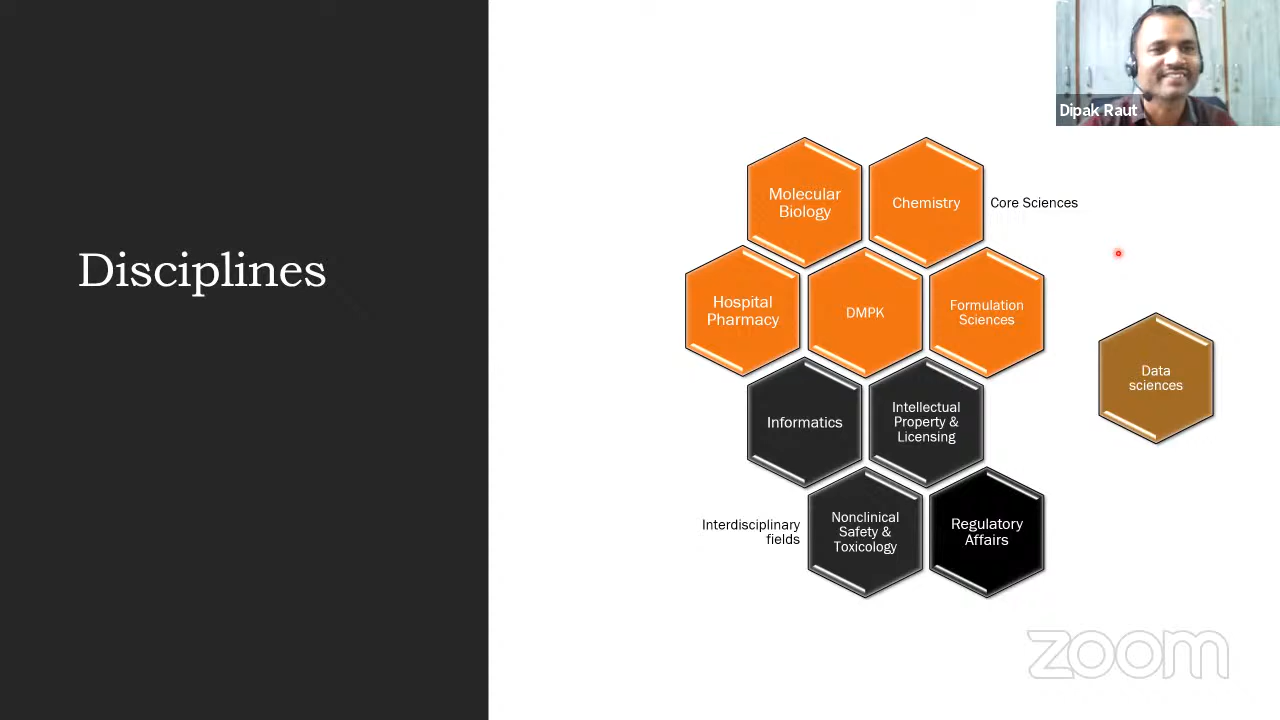 Dipak Raut
Disciplines
Molecular
Biology
Chemistry
Core Sciences
Hospital
Pharmacy
DMPK
Formulation
Sciences
Data
sciences
Informatics
Intellectual
Property &
Licensing
Interdisciplinary
fields
Nonclinical
Safety &
Toxicology
Regulatory
Affairs
zoom